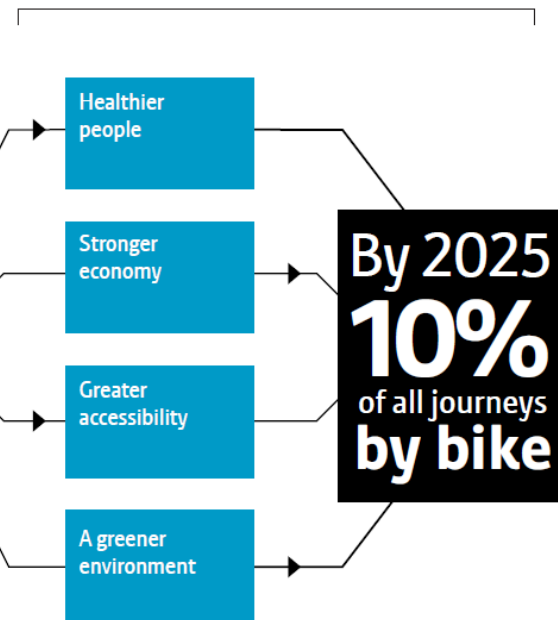 Healthier
people
Stronger
economy
Greater
accessibility
A greener
environment
By 2025
10%
of all journeys
by bike